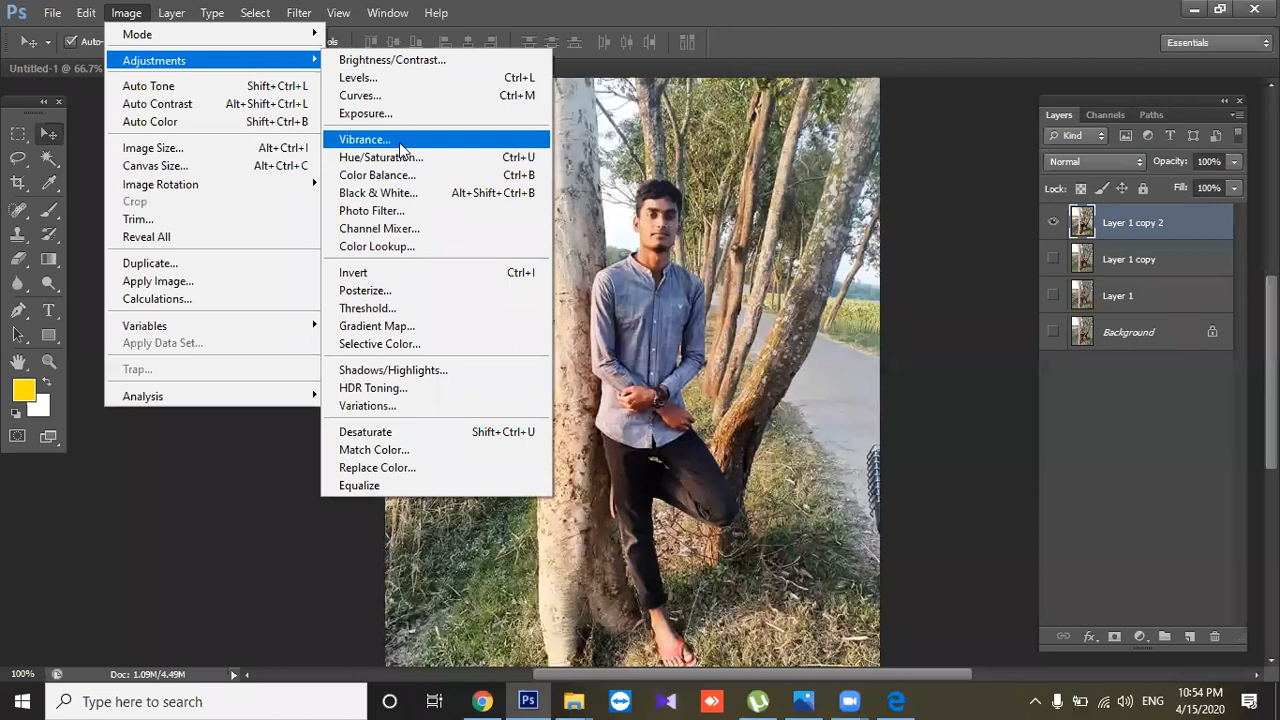 Ps File Edit Image Layer Type Select Filter 3D View Window Help
Auto-
ols
Essentials
Untitled-1 @ 66.7%
Mode
Adjustments
Auto Tone Shift+Ctrl+L
Auto Contrast Alt+Shift+Ctrl+L
Auto Color Shift+Ctrl+B
Image Size... Alt+Ctrl+I
Canvas Size... Alt+Ctrl+C
Image Rotation
Crop
Trim...
Reveal All
Duplicate...
Apply Image...
Calculations...
Variables
Apply Data Set...
Trap...
Analysis
Brightness/Contrast...
Levels... Ctrl+L
Curves... Ctrl+M
Exposure...
Vibrance...
Hue/Saturation... Ctrl+U
Color Balance... Ctrl+B
Black & White... Alt+Shift+Ctrl+B
Photo Filter...
Channel Mixer...
Color Lookup...
Invert Ctrl+I
Posterize...
Threshold...
Gradient Map...
Selective Color...
Shadows/Highlights...
HDR Toning...
Variations...
Desaturate Shift+Ctrl+U
Match Color...
Replace Color...
Equalize
Layers Channels Paths
Kind
Normal Opacity: 100%
Lock: Fill: 100%
Layer 1 copy 2
Layer 1 copy
Layer 1
Background
100% Doc: 1.09M/4.49M
Type here to search
Ps
10:54 PM
4/15/2020